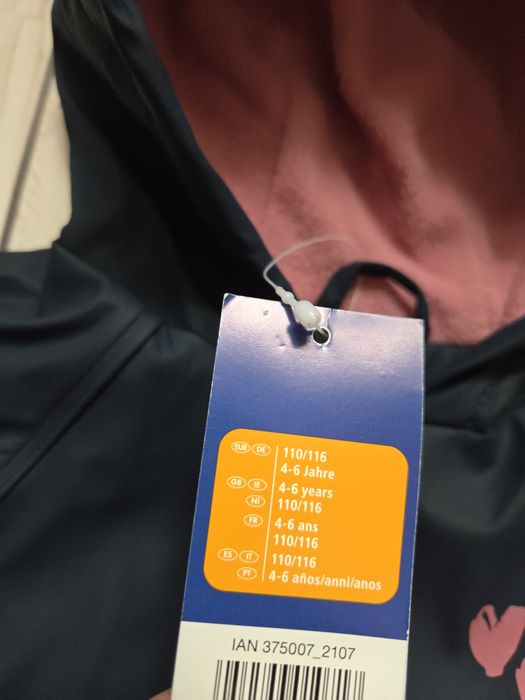 EUR DE 110/116
4-6 Jahre
GB IE 4-6 years
NI 110/116
FR 4-6 ans
110/116
ES IT 110/116
PT 4-6 años/anni/anos
IAN 375007_2107